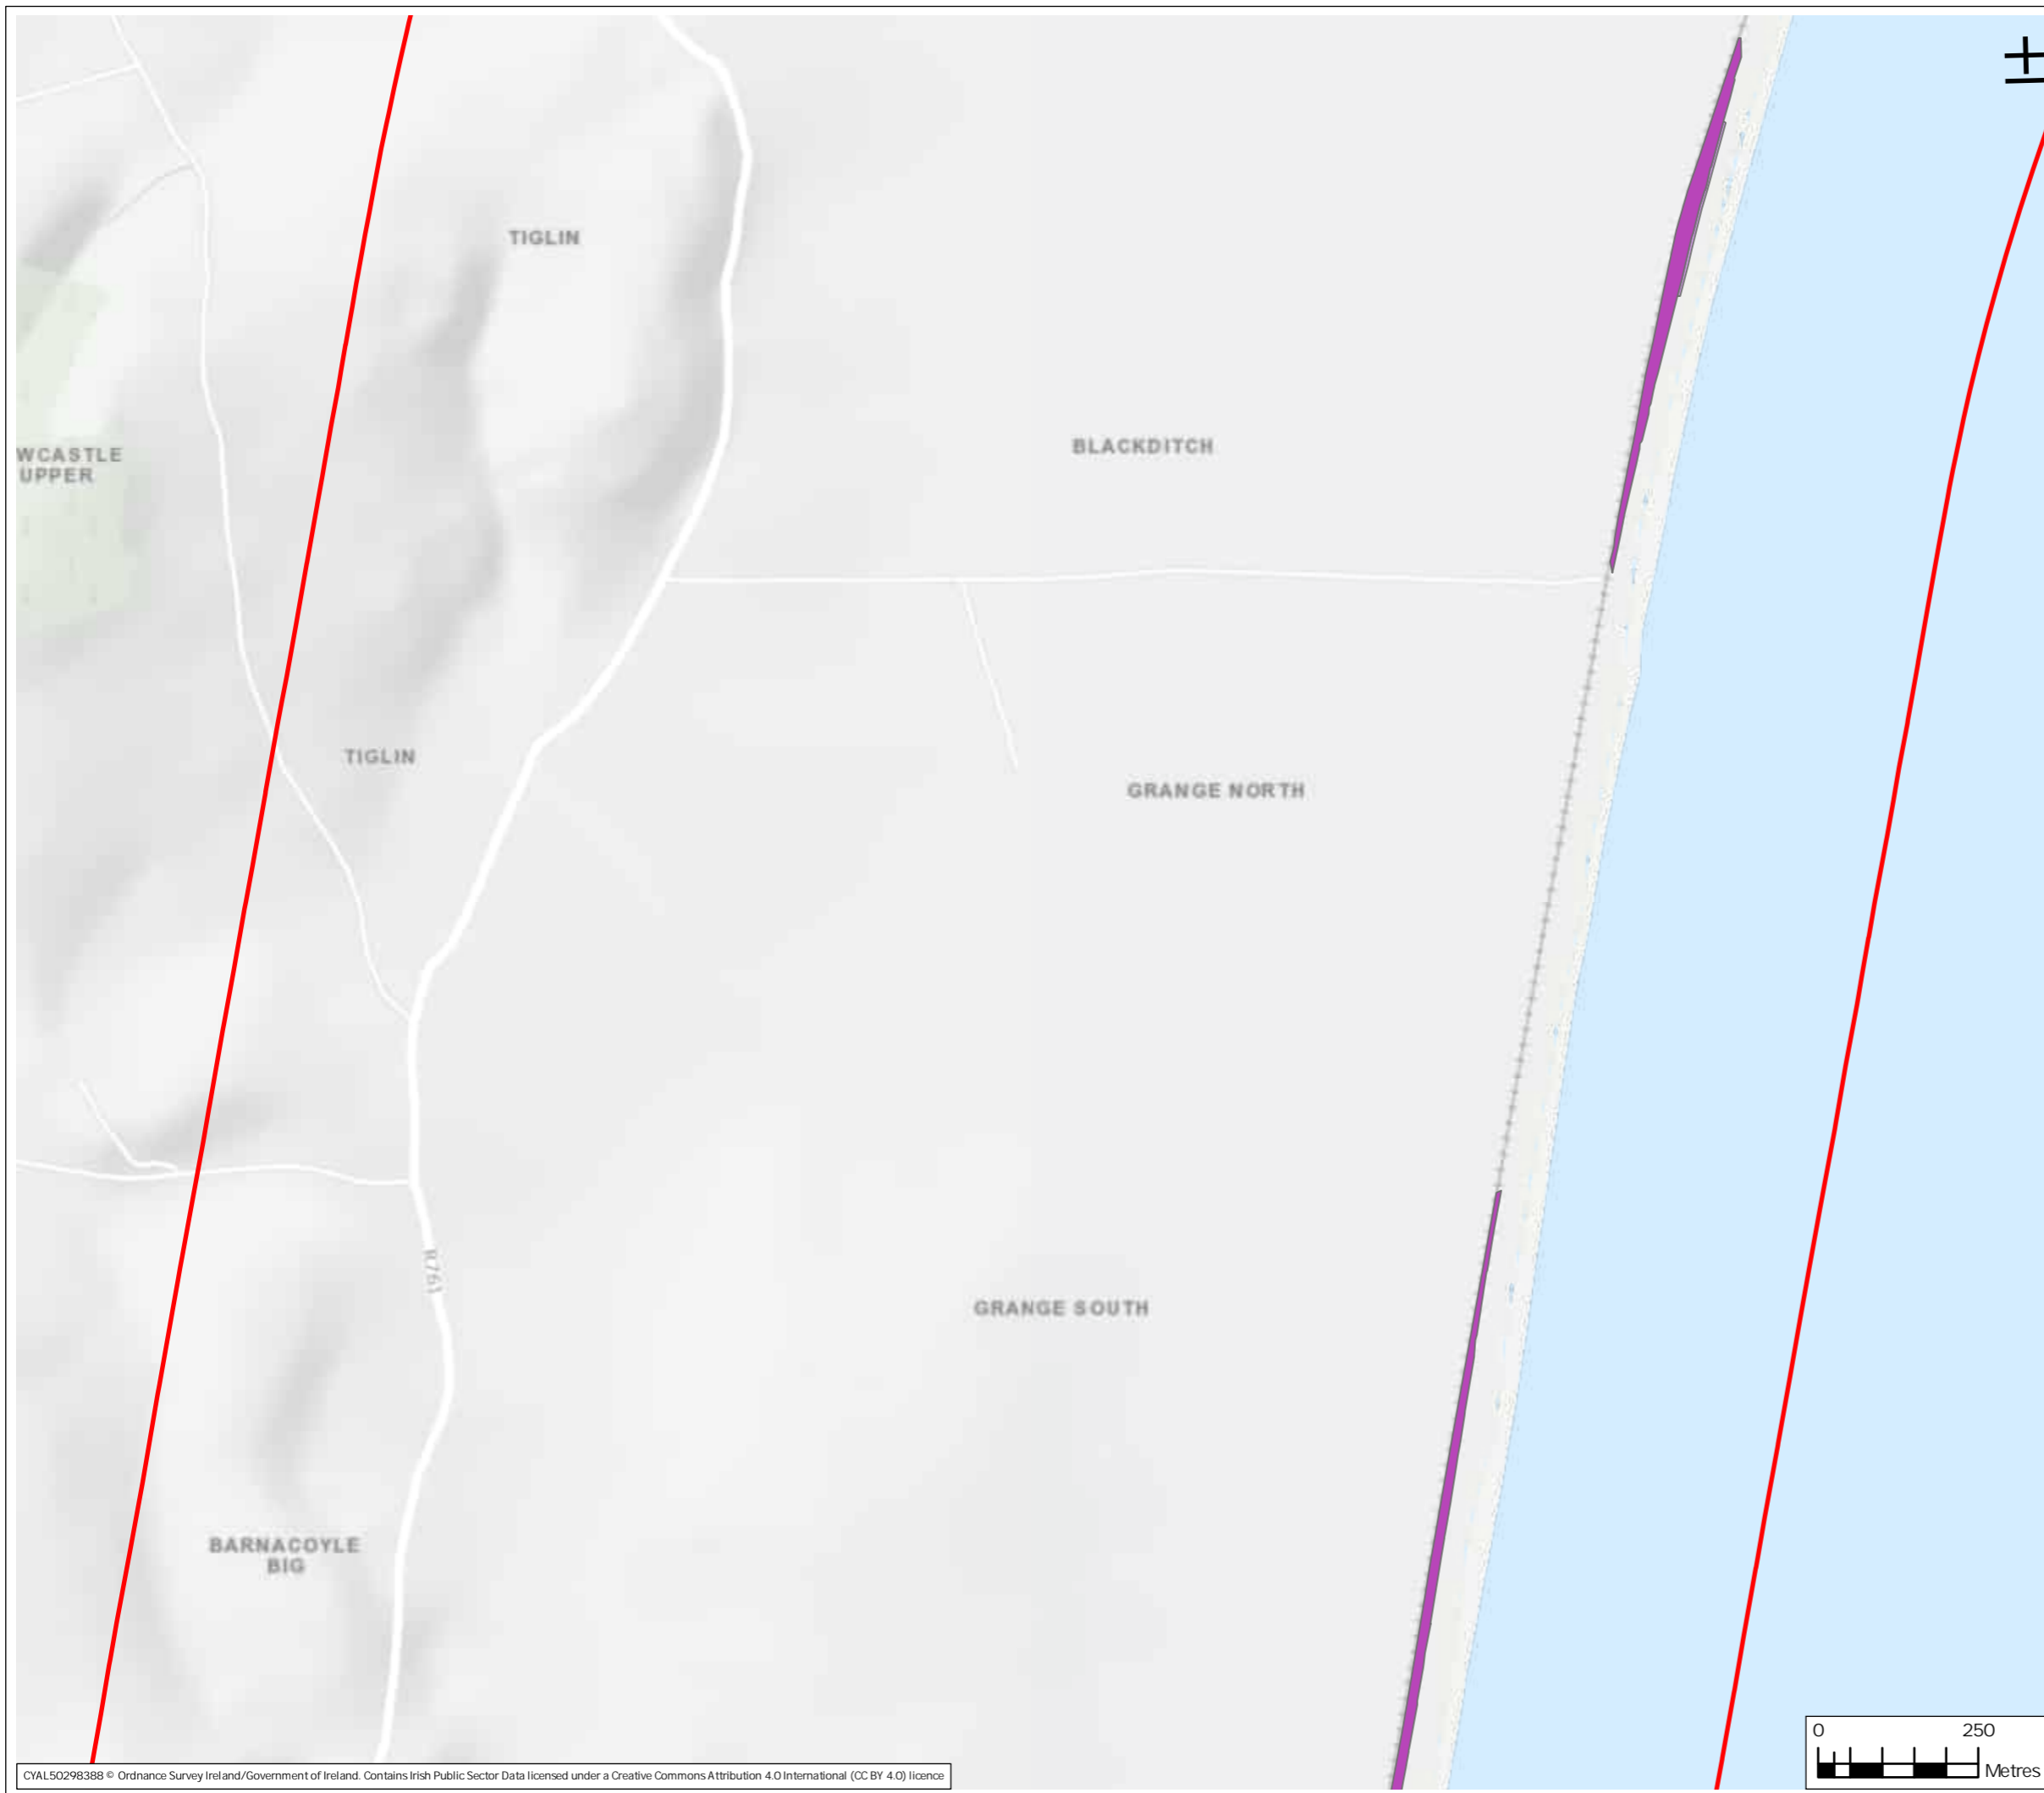 TIGLIN
BLACKDITCH
WCASTLE
UPPER
TIGLIN
GRANGE NORTH
R761
GRANGE SOUTH
BARNACOYLE
BIG
0 250
Metres
CYAL50298388 © Ordnance Survey Ireland/Government of Ireland. Contains Irish Public Sector Data licensed under a Creative Commons Attribution 4.0 International (CC BY 4.0) licence